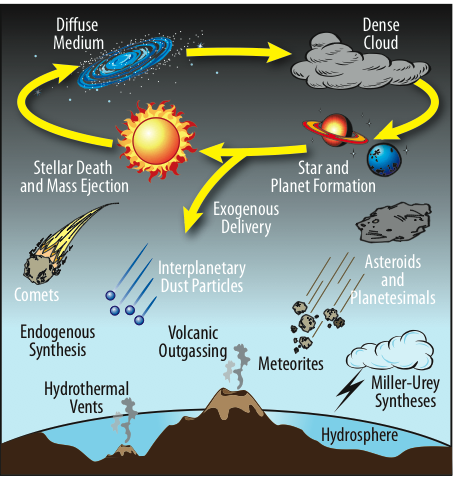 Diffuse
Medium
Dense
Cloud
Stellar Death
and Mass Ejection
Star and
Planet Formation
Exogenous
Delivery
Comets
Interplanetary
Dust Particles
Asteroids
and
Planetesimals
Endogenous
Synthesis
Volcanic
Outgassing
Meteorites
Hydrothermal
Vents
Miller-Urey
Syntheses
Hydrosphere